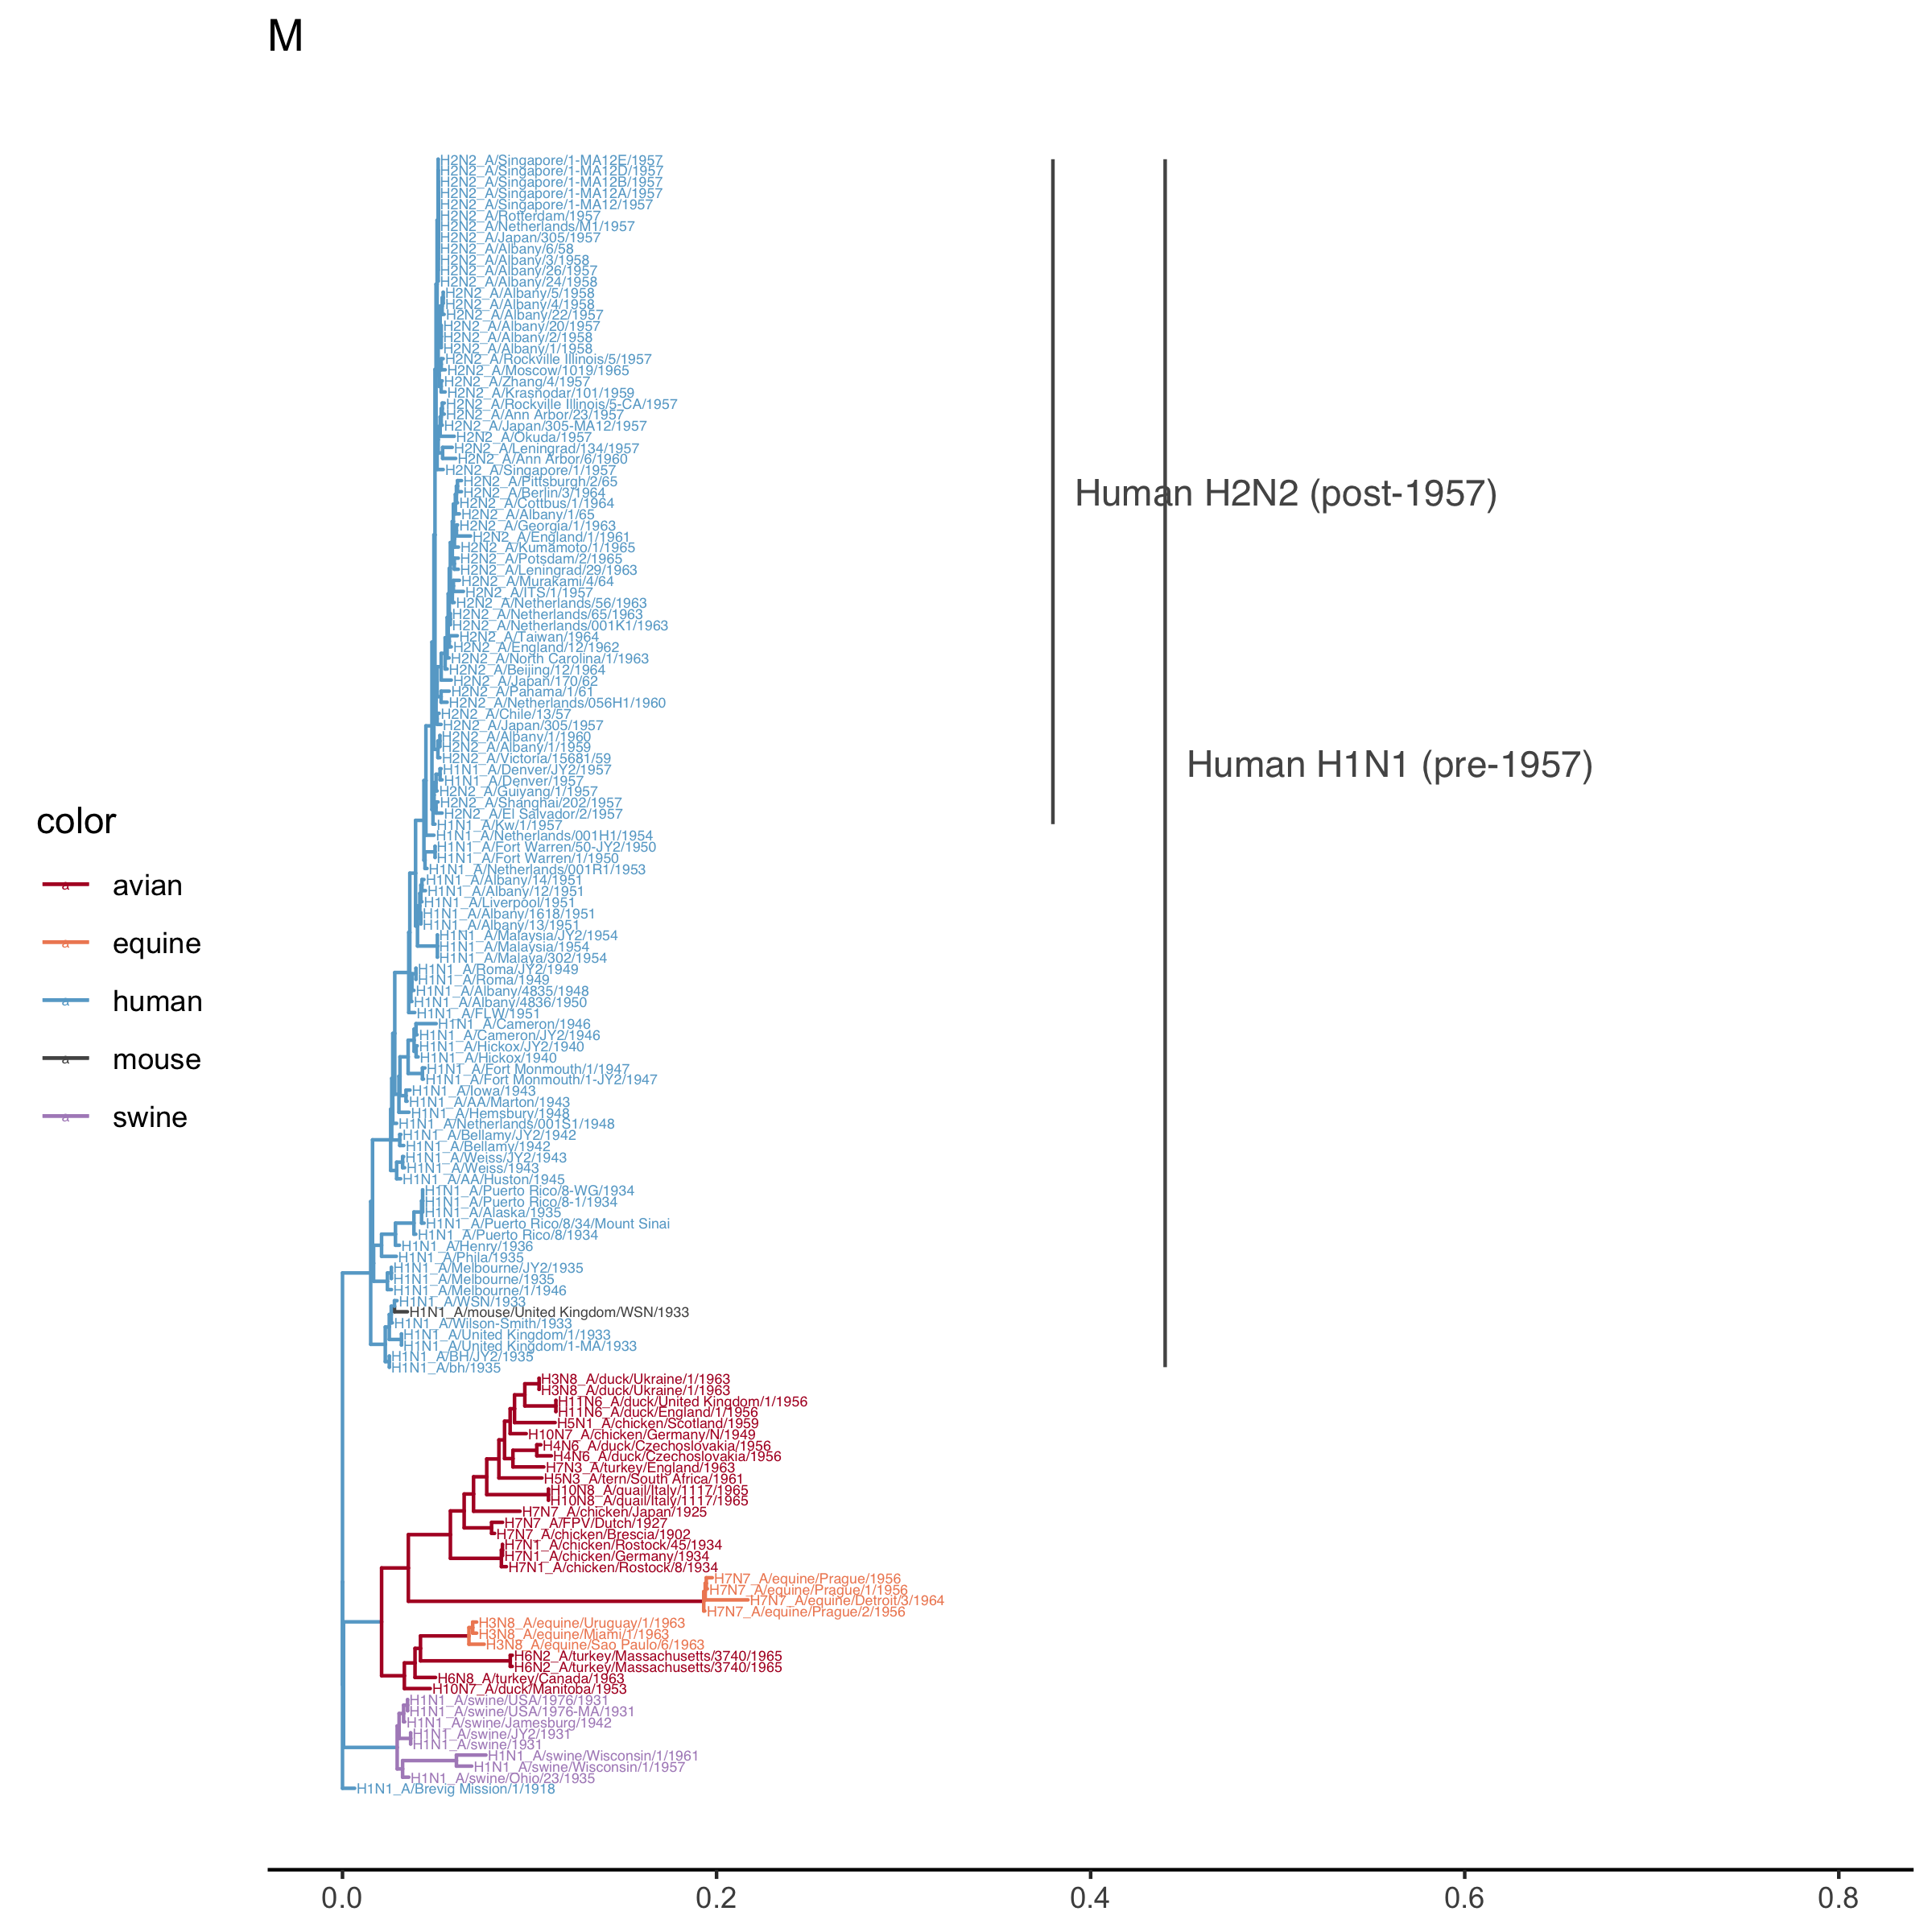 M
H2N2_A/Singapore/1-MA12E/1957
H2N2_A/Singapore/1-MA12D/1957
H2N2_A/Singapore/1-MA12B/1957
H2N2_A/Singapore/1-MA12A/1957
H2N2_A/Singapore/1-MA12/1957
H2N2_A/Rotterdam/1957
H2N2_A/Netherlands/M1/1957
H2N2_A/Japan/305/1957
H2N2_A/Albany/6/58
H2N2_A/Albany/3/1958
H2N2_A/Albany/26/1957
H2N2_A/Albany/24/1958
H2N2_A/Albany/5/1958
H2N2_A/Albany/4/1958
H2N2_A/Albany/22/1957
H2N2_A/Albany/20/1957
H2N2_A/Albany/2/1958
H2N2_A/Albany/1/1958
H2N2_A/Rockville Illinois/5/1957
H2N2_A/Moscow/1019/1965
H2N2_A/Zhang/4/1957
H2N2_A/Krasnodar/101/1959
H2N2_A/Rockville Illinois/5-CA/1957
H2N2_A/Ann Arbor/23/1957
H2N2_A/Japan/305-MA12/1957
H2N2_A/Okuda/1957
H2N2_A/Leningrad/134/1957
H2N2_A/Ann Arbor/6/1960
H2N2_A/Singapore/1/1957
H2N2_A/Pittsburgh/2/65
H2N2_A/Berlin/3/1964
Human H2N2 (post-1957)
H2N2_A/Cottbus/1/1964
H2N2_A/Albany/1/65
H2N2_A/Georgia/1/1963
H2N2_A/England/1/1961
H2N2_A/Kumamoto/1/1965
H2N2_A/Potsdam/2/1965
H2N2_A/Leningrad/29/1963
H2N2_A/Murakami/4/64
H2N2_A/ITS/1/1957
H2N2_A/Netherlands/56/1963
H2N2_A/Netherlands/65/1963
H2N2_A/Netherlands/001K1/1963
H2N2_A/Taiwan/1964
H2N2_A/England/12/1962
H2N2_A/North Carolina/1/1963
H2N2_A/Beijing/12/1964
H2N2_A/Japan/170/62
H2N2_A/Pahama/1/61
H2N2_A/Netherlands/056H1/1960
H2N2_A/Chile/13/57
H2N2_A/Japan/305/1957
H2N2_A/Albany/1/1960
H2N2_A/Albany/1/1959
H2N2_A/Victoria/15681/59
Human H1N1 (pre-1957)
H1N1_A/Denver/JY2/1957
H1N1_A/Denver/1957
H2N2_A/Guiyang/1/1957
H2N2_A/Shanghai/202/1957
H2N2_A/El Salvador/2/1957
H1N1_A/Kw/1/1957
H1N1_A/Netherlands/001H1/1954
H1N1_A/Fort Warren/50-JY2/1950
H1N1_A/Fort Warren/1/1950
H1N1_A/Netherlands/001R1/1953
H1N1_A/Albany/14/1951
H1N1_A/Albany/12/1951
H1N1_A/Liverpool/1951
H1N1_A/Albany/1618/1951
H1N1_A/Albany/13/1951
H1N1_A/Malaysia/JY2/1954
H1N1_A/Malaysia/1954
H1N1_A/Malaya/302/1954
H1N1_A/Roma/JY2/1949
H1N1_A/Roma/1949
H1N1_A/Albany/4835/1948
H1N1_A/Albany/4836/1950
H1N1_A/FLW/1951
H1N1_A/Cameron/1946
H1N1_A/Cameron/JY2/1946
H1N1_A/Hickox/JY2/1940
H1N1_A/Hickox/1940
H1N1_A/Fort Monmouth/1/1947
H1N1_A/Fort Monmouth/1-JY2/1947
H1N1_A/Iowa/1943
H1N1_A/AA/Marton/1943
H1N1_A/Hemsbury/1948
H1N1_A/Netherlands/001S1/1948
H1N1_A/Bellamy/JY2/1942
H1N1_A/Bellamy/1942
H1N1_A/Weiss/JY2/1943
H1N1_A/Weiss/1943
H1N1_A/AA/Huston/1945
H1N1_A/Puerto Rico/8-WG/1934
H1N1_A/Puerto Rico/8-1/1934
H1N1_A/Alaska/1935
H1N1_A/Puerto Rico/8/34/Mount Sinai
H1N1_A/Puerto Rico/8/1934
H1N1_A/Henry/1936
H1N1_A/Phila/1935
H1N1_A/Melbourne/JY2/1935
H1N1_A/Melbourne/1935
H1N1_A/Melbourne/1/1946
H1N1_A/WSN/1933
H1N1_A/mouse/United Kingdom/WSN/1933
H1N1_A/Wilson-Smith/1933
H1N1_A/United Kingdom/1/1933
H1N1_A/United Kingdom/1-MA/1933
H1N1_A/BH/JY2/1935
H1N1_A/bh/1935
H3N8_A/duck/Ukraine/1/1963
H3N8_A/duck/Ukraine/1/1963
H11N6_A/duck/United Kingdom/1/1956
H11N6_A/duck/England/1/1956
H5N1_A/chicken/Scotland/1959
H10N7_A/chicken/Germany/N/1949
H4N6_A/duck/Czechoslovakia/1956
H4N6_A/duck/Czechoslovakia/1956
H7N3_A/turkey/England/1963
H5N3_A/tern/South Africa/1961
H10N8_A/quail/Italy/1117/1965
H10N8_A/quail/Italy/1117/1965
H7N7_A/chicken/Japan/1925
H7N7_A/FPV/Dutch/1927
H7N7_A/chicken/Brescia/1902
H7N1_A/chicken/Rostock/45/1934
H7N1_A/chicken/Germany/1934
H7N1_A/chicken/Rostock/8/1934
H7N7_A/equine/Prague/1956
H7N7_A/equine/Prague/1/1956
H7N7_A/equine/Detroit/3/1964
H7N7_A/equine/Prague/2/1956
H3N8_A/equine/Uruguay/1/1963
H3N8_A/equine/Miami/1/1963
H3N8_A/equine/Sao Paulo/6/1963
H6N2_A/turkey/Massachusetts/3740/1965
H6N2_A/turkey/Massachusetts/3740/1965
H6N8_A/turkey/Canada/1963
H10N7_A/duck/Manitoba/1953
H1N1_A/swine/USA/1976/1931
H1N1_A/swine/USA/1976-MA/1931
H1N1_A/swine/Jamesburg/1942
H1N1_A/swine/JY2/1931
H1N1_A/swine/1931
H1N1_A/swine/Wisconsin/1/1961
H1N1_A/swine/Wisconsin/1/1957
H1N1_A/swine/Ohio/23/1935
H1N1_A/Brevig Mission/1/1918
color
a avian
a equine
a human
a mouse
a swine
0.0 0.2 0.4 0.6 0.8